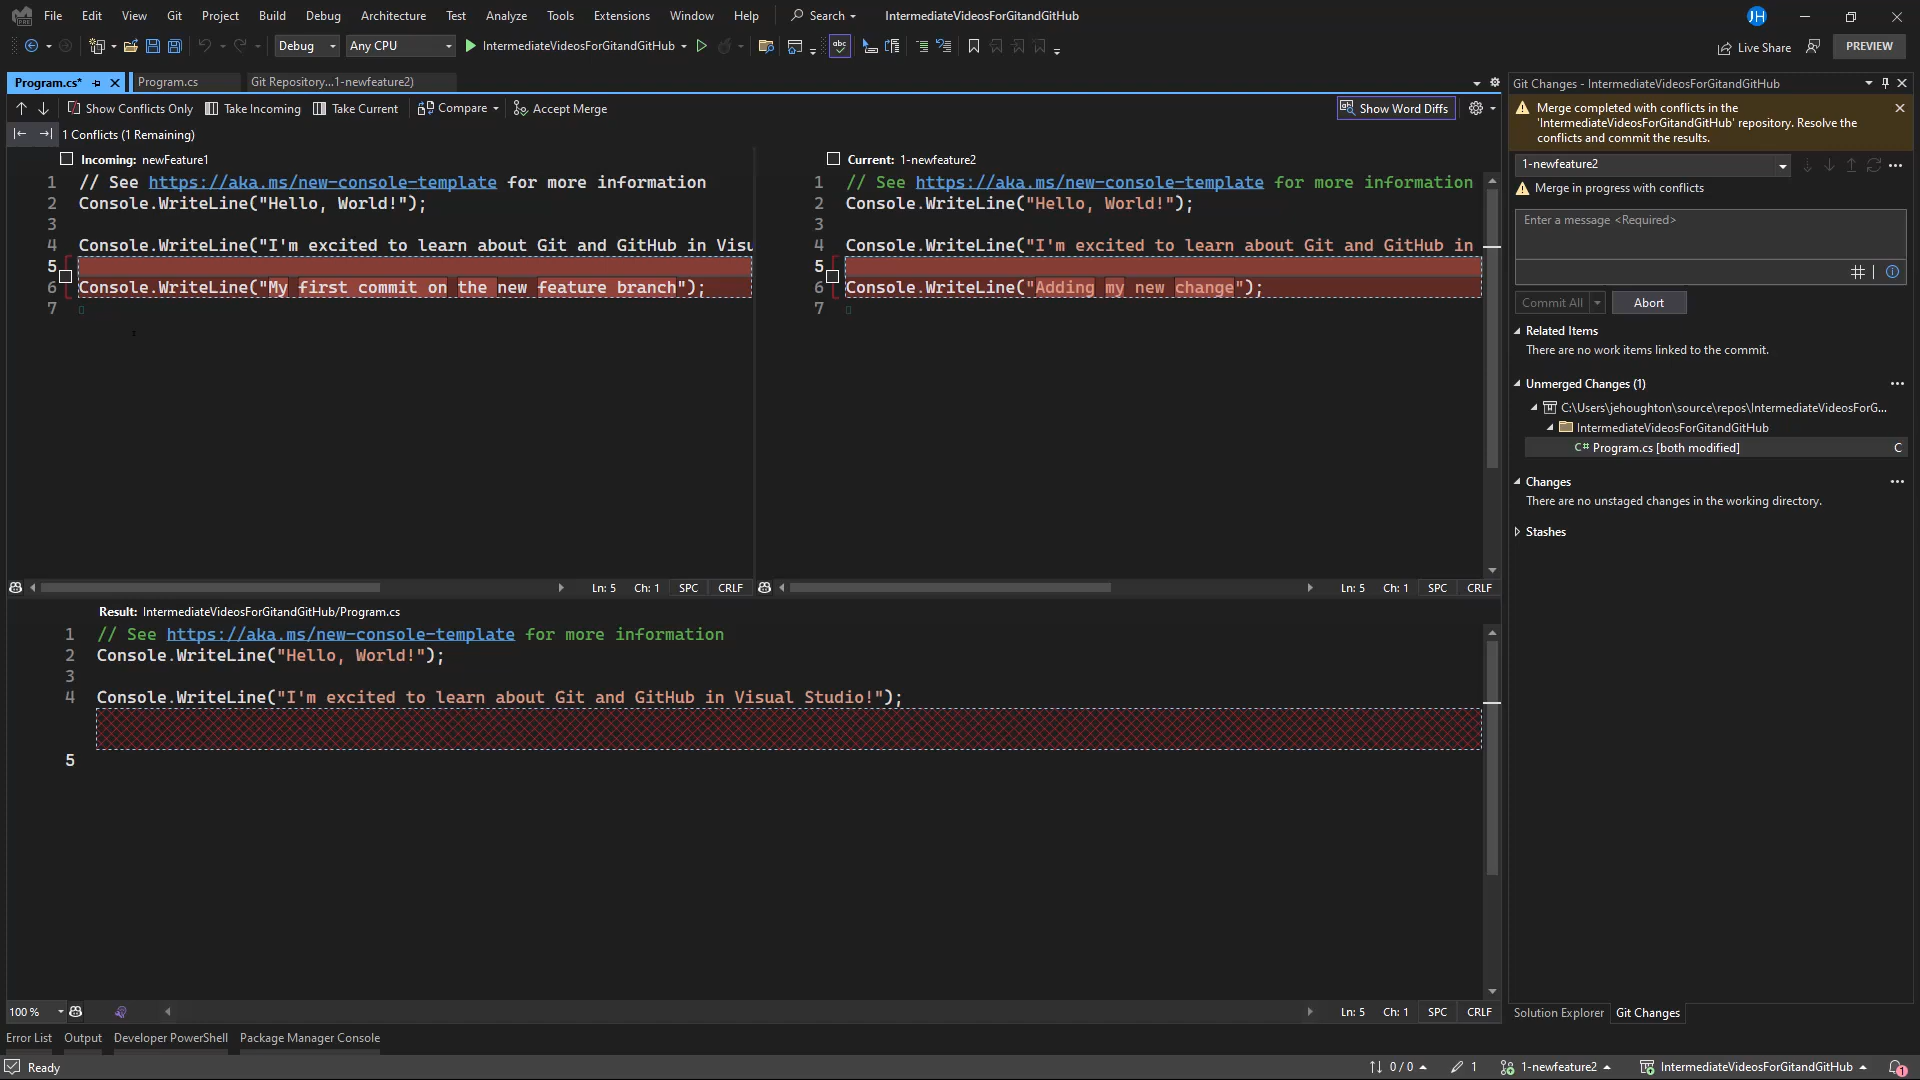 File Edit View Git Project Build Debug Architecture Test Analyze Tools Extensions Window Help Search IntermediateVideosForGitandGitHub JH
Debug Any CPU IntermediateVideosForGitandGitHub Live Share PREVIEW
Program.cs* Program.cs Git Repository...1-newfeature2)
Show Conflicts Only Take Incoming Take Current Compare Accept Merge Show Word Diffs
1 Conflicts (1 Remaining)
Incoming: newFeature1
1 // See https://aka.ms/new-console-template for more information
2 Console.WriteLine("Hello, World!");
3
4 Console.WriteLine("I'm excited to learn about Git and GitHub in Visu
5
6 Console.WriteLine("My first commit on the new feature branch");
7
Ln: 5 Ch: 1 SPC CRLF
Current: 1-newfeature2
1 // See https://aka.ms/new-console-template for more information
2 Console.WriteLine("Hello, World!");
3
4 Console.WriteLine("I'm excited to learn about Git and GitHub in
5
6 Console.WriteLine("Adding my new change");
7
Ln: 5 Ch: 1 SPC CRLF
Result: IntermediateVideosForGitandGitHub/Program.cs
1 // See https://aka.ms/new-console-template for more information
2 Console.WriteLine("Hello, World!");
3
4 Console.WriteLine("I'm excited to learn about Git and GitHub in Visual Studio!");
5
100 % Ln: 5 Ch: 1 SPC CRLF
Git Changes - IntermediateVideosForGitandGitHub
Merge completed with conflicts in the
'IntermediateVideosForGitandGitHub' repository. Resolve the
conflicts and commit the results.
1-newfeature2
Merge in progress with conflicts
Enter a message <Required>
Commit All Abort
Related Items
There are no work items linked to the commit.
Unmerged Changes (1)
C:\Users\jehoughton\source\repos\IntermediateVideosForG...
IntermediateVideosForGitandGitHub
C# Program.cs [both modified] C
Changes
There are no unstaged changes in the working directory.
Stashes
Solution Explorer Git Changes
Error List Output Developer PowerShell Package Manager Console
Ready 0 / 0 1 1-newfeature2 IntermediateVideosForGitandGitHub 1